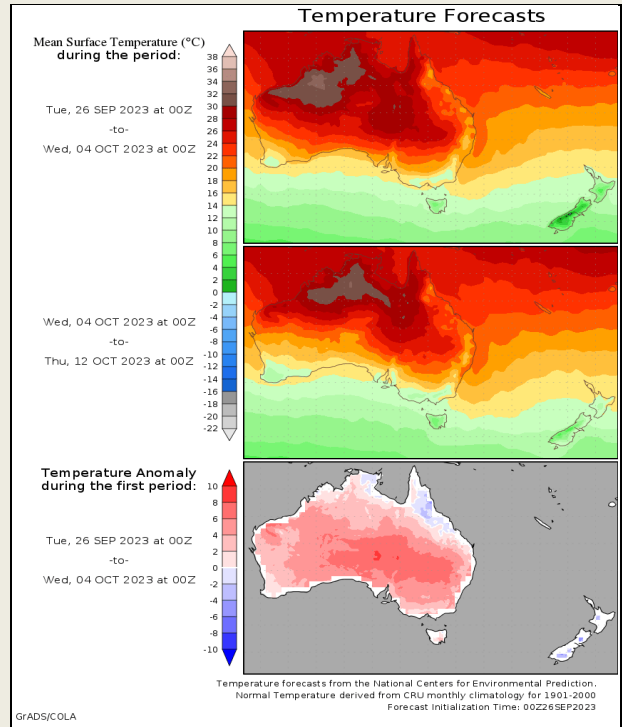 Temperature Forecasts
Mean Surface Temperature (°C)
during the period:
Tue, 26 SEP 2023 at 00Z
-to-
Wed, 04 OCT 2023 at 00Z
38
36
34
32
30
28
26
24
22
20
18
16
14
12
10
8
6
4
2
0
-2
-4
-6
-8
-10
-12
-14
-16
-18
-20
-22
Wed, 04 OCT 2023 at 00Z
-to-
Thu, 12 OCT 2023 at 00Z
Temperature Anomaly
during the first period:
Tue, 26 SEP 2023 at 00Z
-to-
Wed, 04 OCT 2023 at 00Z
10
8
6
4
2
0
-2
-4
-6
-8
-10
Temperature forecasts from the National Centers for Environmental Prediction.
Normal Temperature derived from CRU monthly climatology for 1901-2000
Forecast Initialization Time: 00Z26SEP2023
GrADS/COLA